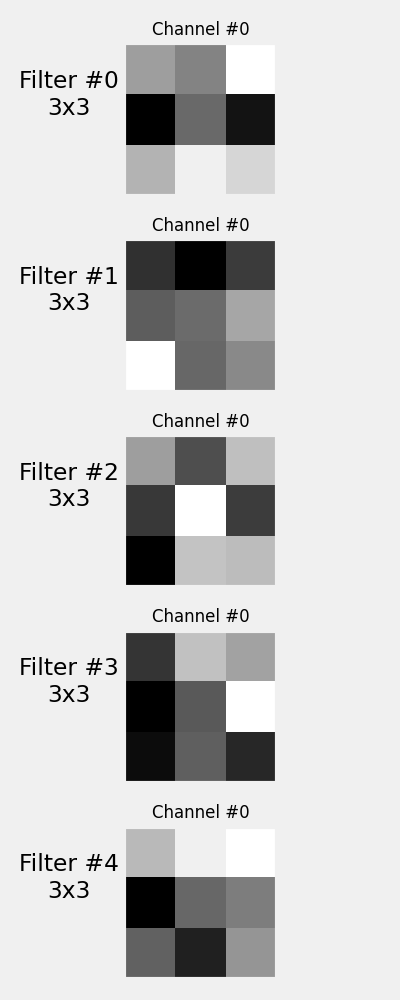 Channel #0
Filter #0
3x3
Channel #0
Filter #1
3x3
Channel #0
Filter #2
3x3
Channel #0
Filter #3
3x3
Channel #0
Filter #4
3x3